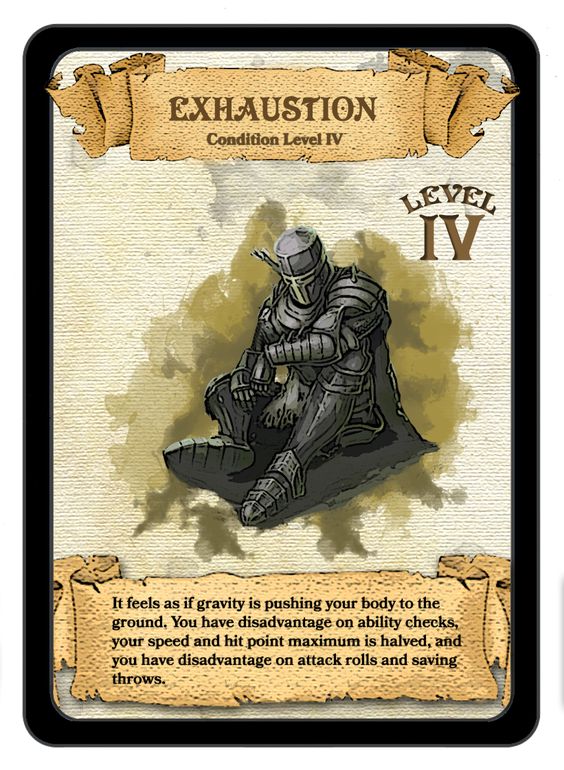 EXHAUSTION
Condition Level IV
LEVEL
IV
It feels as if gravity is pushing your body to the
ground. You have disadvantage on ability checks,
your speed and hit point maximum is halved, and
you have disadvantage on attack rolls and saving
throws.